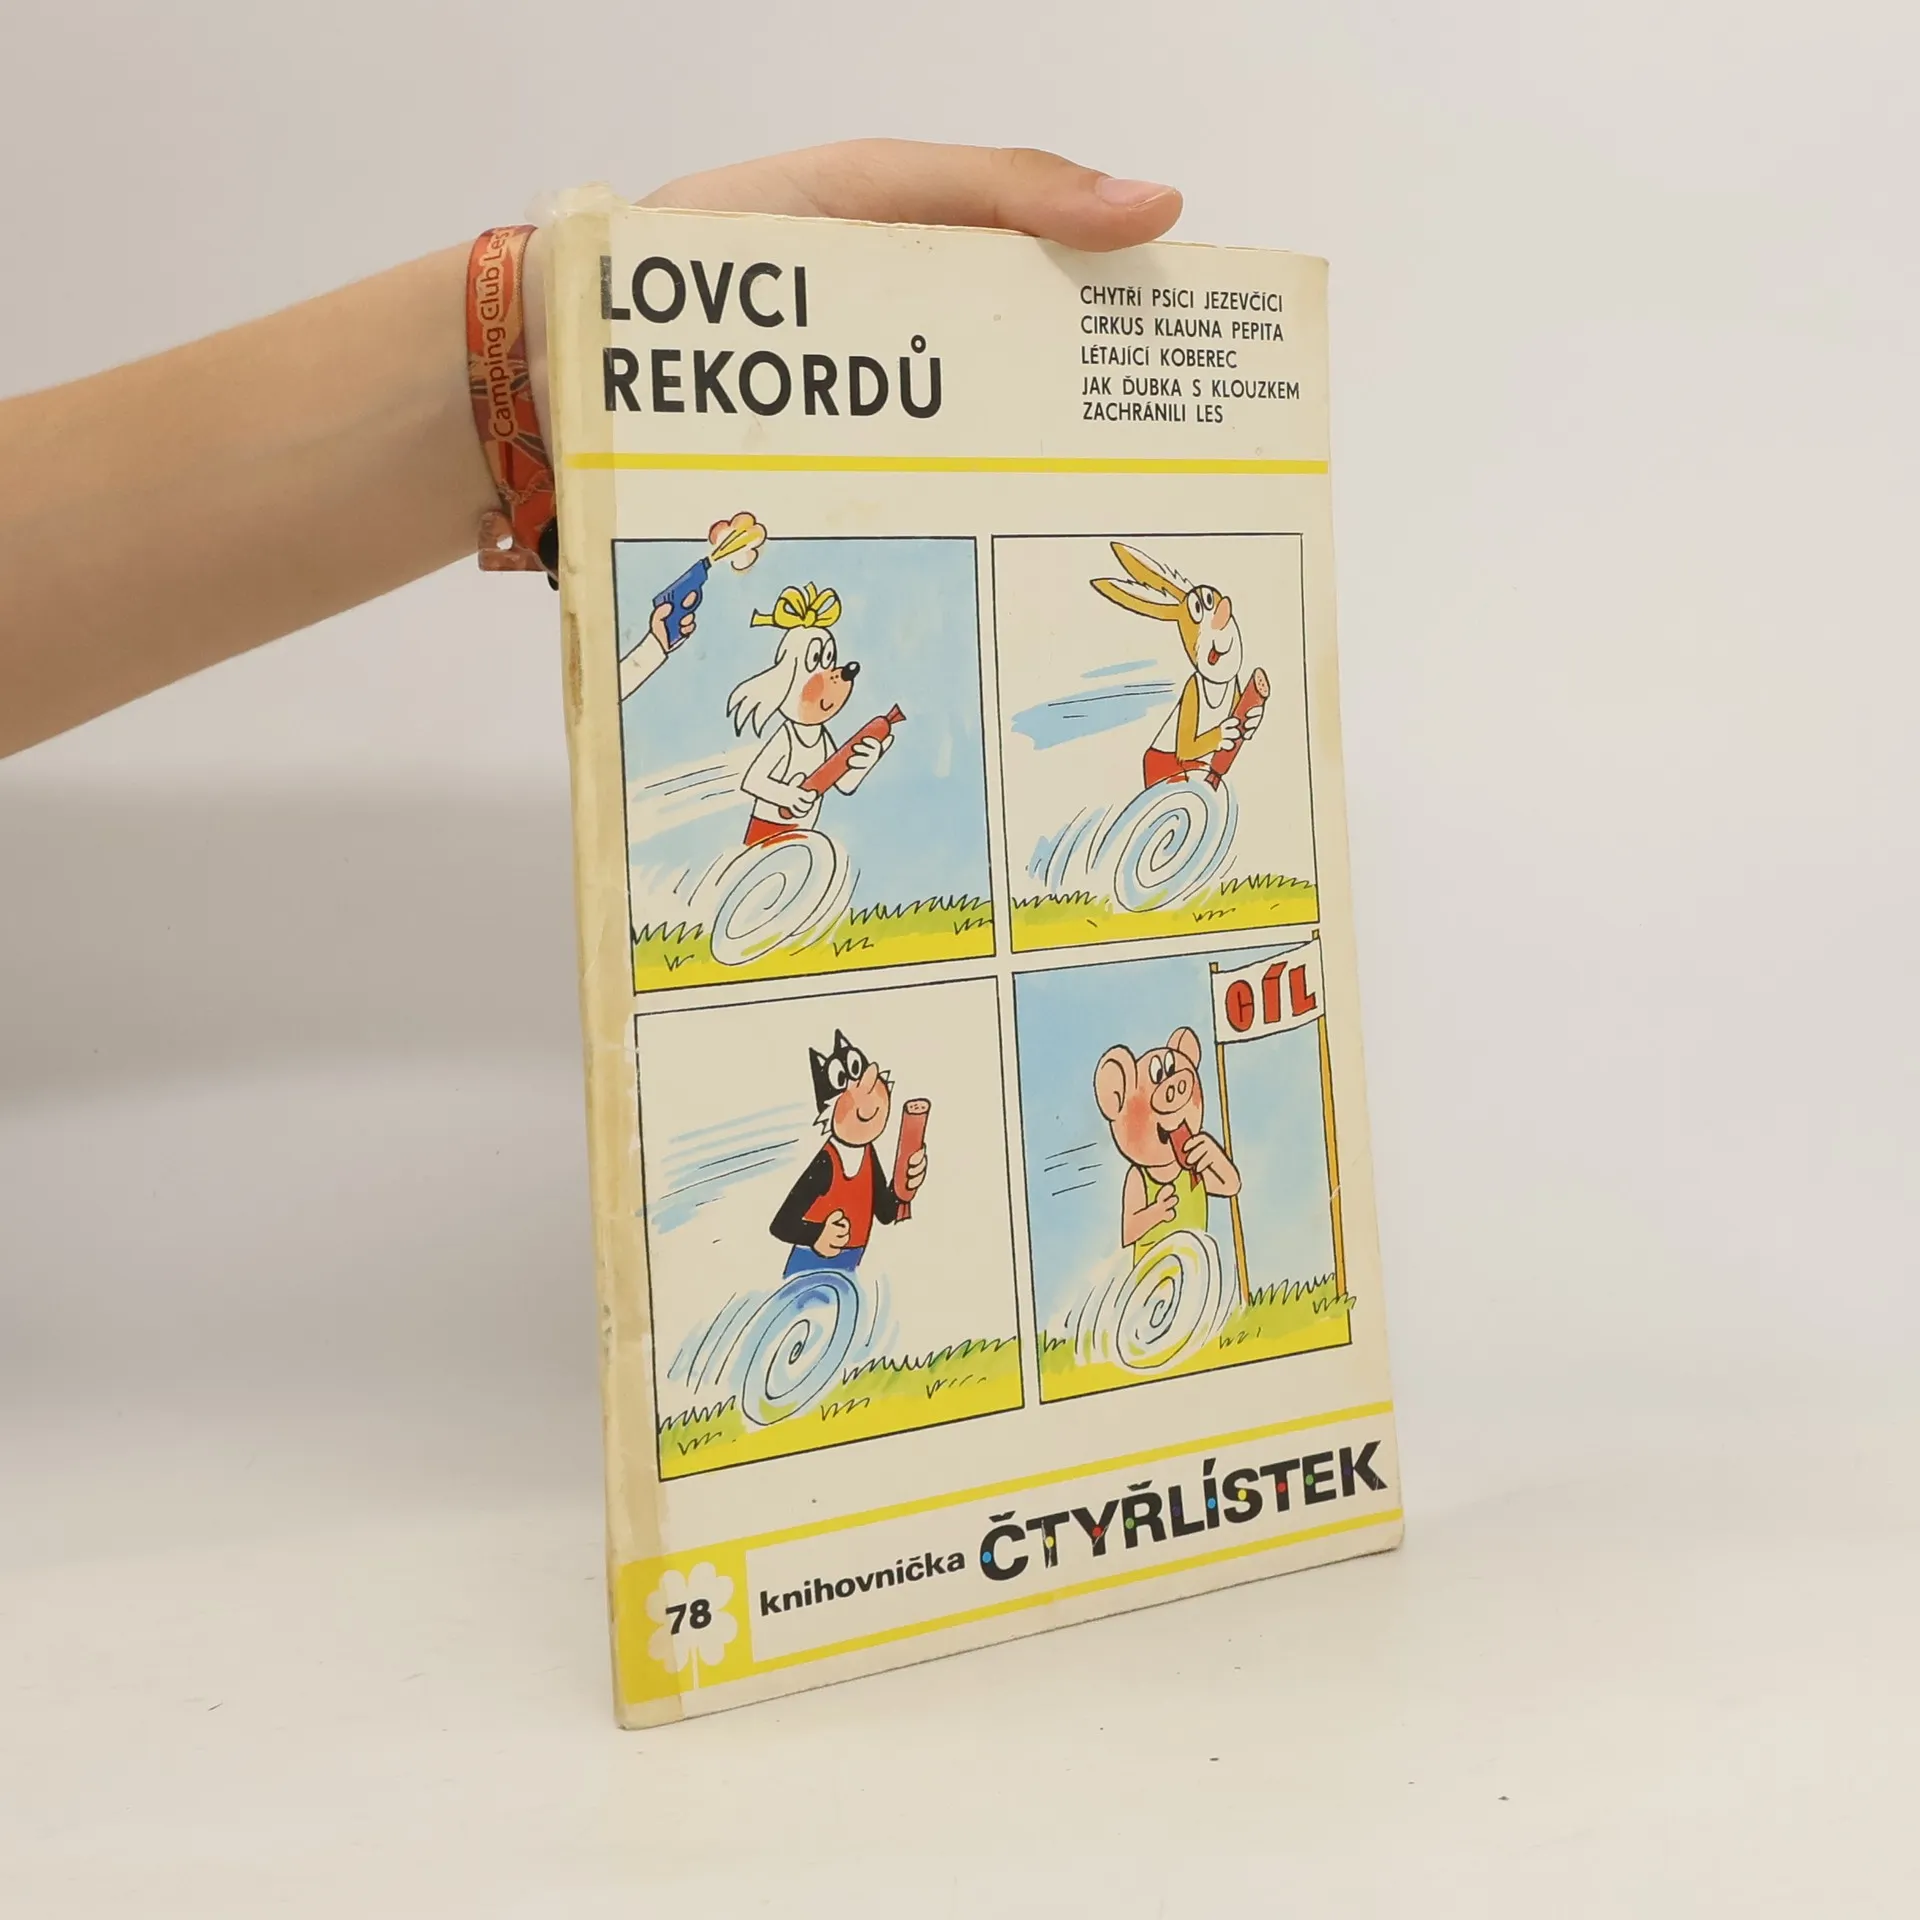 LOVCI
REKORDŮ
CHYTŘÍ PSÍCI JEZEVČÍCI
CIRKUS KLAUNA PEPITA
LÉTAJÍCÍ KOBEREC
JAK ĎUBKA S KLOUZKEM
ZACHRÁNILI LES
CÍL
78
knihovnička ČTYŘLÍSTEK
Camping Club Les